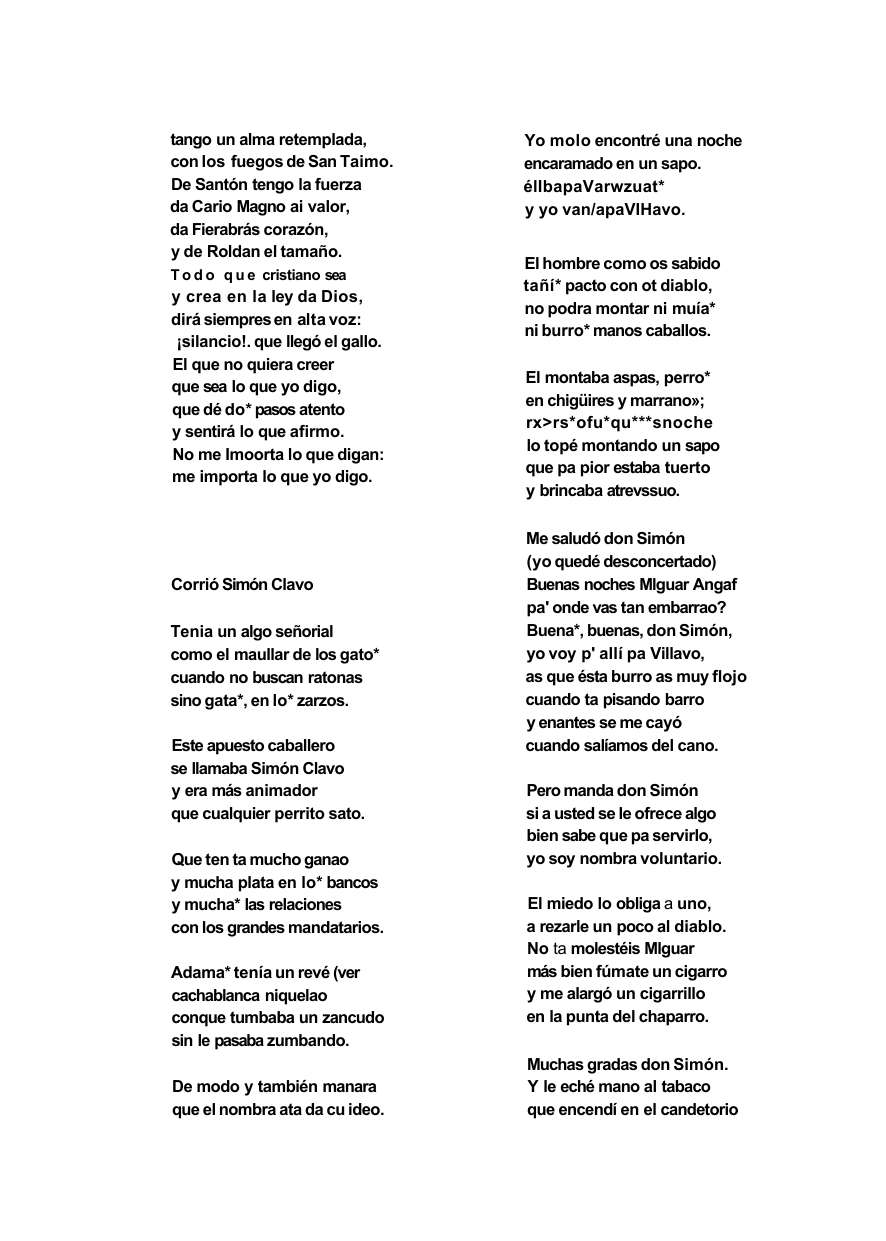 tango un alma retemplada,
con los fuegos de San Taimo.
De Santón tengo la fuerza
da Cario Magno ai valor,
da Fierabrás corazón,
y de Roldan el tamaño.
Todo que cristiano sea
y crea en la ley da Dios,
dirá siempres en alta voz:
¡silancio!. que llegó el gallo.
El que no quiera creer
que sea lo que yo digo,
que dé do* pasos atento
y sentirá lo que afirmo.
No me Imoorta lo que digan:
me importa lo que yo digo.
Corrió Simón Clavo
Tenia un algo señorial
como el maullar de los gato*
cuando no buscan ratonas
sino gata*, en lo* zarzos.
Este apuesto caballero
se llamaba Simón Clavo
y era más animador
que cualquier perrito sato.
Que ten ta mucho ganao
y mucha plata en lo* bancos
y mucha* las relaciones
con los grandes mandatarios.
Adama* tenía un revé (ver
cachablanca niquelao
conque tumbaba un zancudo
sin le pasaba zumbando.
De modo y también manara
que el nombra ata da cu ideo.
Yo molo encontré una noche
encaramado en un sapo.
éllbapaVarwzuat*
y yo van/apaVIHavo.
El hombre como os sabido
tañí* pacto con ot diablo,
no podra montar ni muía*
ni burro* manos caballos.
El montaba aspas, perro*
en chigüires y marrano»;
rx>rs*ofu*qu***snoche
lo topé montando un sapo
que pa pior estaba tuerto
y brincaba atrevssuo.
Me saludó don Simón
(yo quedé desconcertado)
Buenas noches Mlguar Angaf
pa' onde vas tan embarrao?
Buena*, buenas, don Simón,
yo voy p' allí pa Villavo,
as que ésta burro as muy flojo
cuando ta pisando barro
y enantes se me cayó
cuando salíamos del cano.
Pero manda don Simón
si a usted se le ofrece algo
bien sabe que pa servirlo,
yo soy nombra voluntario.
El miedo lo obliga a uno,
a rezarle un poco al diablo.
No ta molestéis Mlguar
más bien fúmate un cigarro
y me alargó un cigarrillo
en la punta del chaparro.
Muchas gradas don Simón.
Y le eché mano al tabaco
que encendí en el candetorio